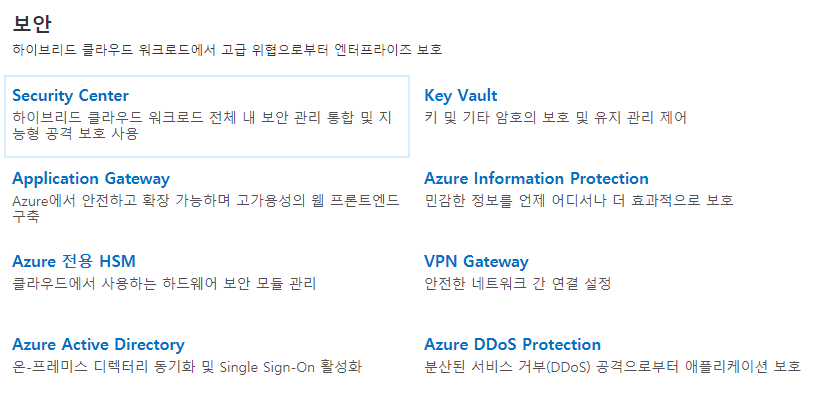 보안
하이브리드 클라우드 워크로드에서 고급 위협으로부터 엔터프라이즈 보호
Security Center
하이브리드 클라우드 워크로드 전체 내 보안 관리 통합 및 지
능형 공격 보호 사용
Key Vault
키 및 기타 암호의 보호 및 유지 관리 제어
Application Gateway
Azure에서 안전하고 확장 가능하며 고가용성의 웹 프론트엔드
구축
Azure Information Protection
민감한 정보를 언제 어디서나 더 효과적으로 보호
Azure 전용 HSM
클라우드에서 사용하는 하드웨어 보안 모듈 관리
VPN Gateway
안전한 네트워크 간 연결 설정
Azure Active Directory
온-프레미스 디렉터리 동기화 및 Single Sign-On 활성화
Azure DDoS Protection
분산된 서비스 거부(DDoS) 공격으로부터 애플리케이션 보호